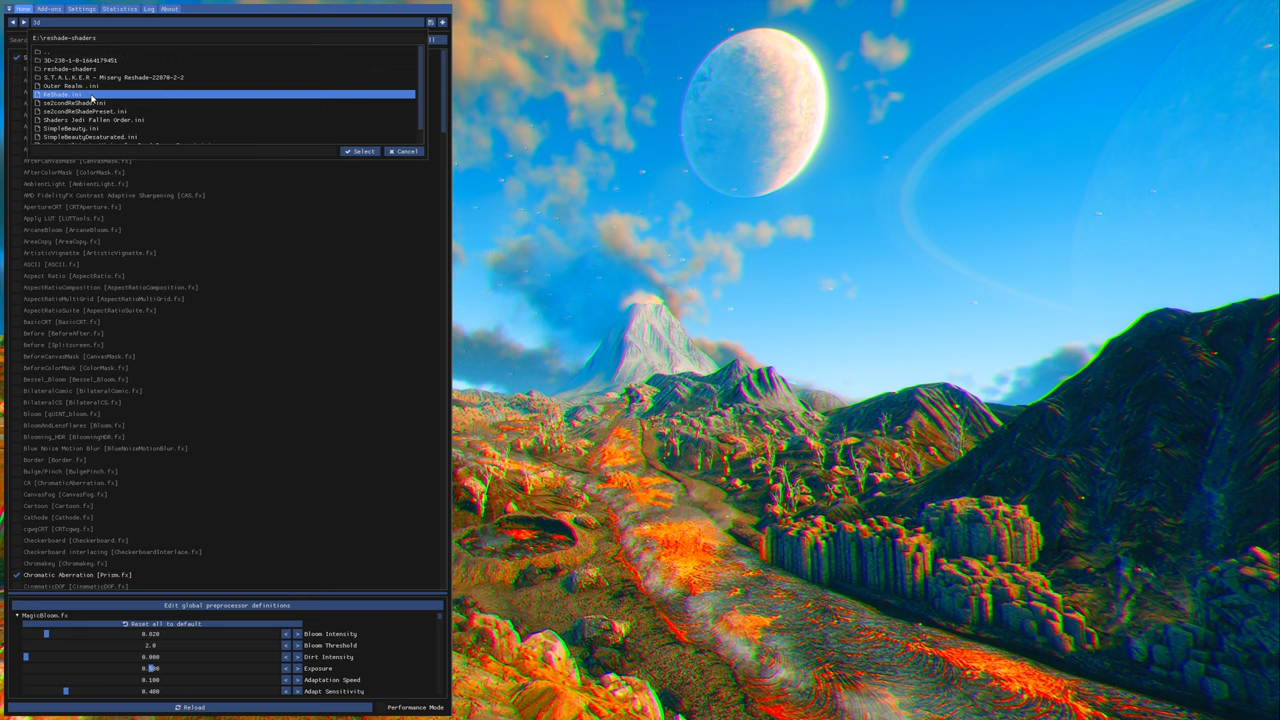 Home Add-ons Settings Statistics Log About
3d
E:\reshade-shaders
..
3D-238-1-0-1664179451
reshade-shaders
S.T.A.L.K.E.R - Misery Reshade-22870-2-2
Outer Realm .ini
ReShade.ini
se2condReShade.ini
se2condReShadePreset.ini
Shaders Jedi Fallen Order.ini
SimpleBeauty.ini
SimpleBeautyDesaturated.ini
Select Cancel
AfterCanvasMask [CanvasMask.fx]
AfterColorMask [ColorMask.fx]
AmbientLight [AmbientLight.fx]
AMD FidelityFX Contrast Adaptive Sharpening [CAS.fx]
ApertureCRT [CRTAperture.fx]
Apply LUT [LUTTools.fx]
ArcaneBloom [ArcaneBloom.fx]
AreaCopy [AreaCopy.fx]
ArtisticVignette [ArtisticVignette.fx]
ASCII [ASCII.fx]
Aspect Ratio [AspectRatio.fx]
AspectRatioComposition [AspectRatioComposition.fx]
AspectRatioMultiGrid [AspectRatioMultiGrid.fx]
AspectRatioSuite [AspectRatioSuite.fx]
BasicCRT [BasicCRT.fx]
Before [BeforeAfter.fx]
Before [Splitscreen.fx]
BeforeCanvasMask [CanvasMask.fx]
BeforeColorMask [ColorMask.fx]
Bessel_Bloom [Bessel_Bloom.fx]
BilateralComic [BilateralComic.fx]
BilateralCS [BilateralCS.fx]
Bloom [qUINT_bloom.fx]
BloomAndLensFlares [Bloom.fx]
Blooming_HDR [BloomingHDR.fx]
Blue Noise Motion Blur [BlueNoiseMotionBlur.fx]
Border [Border.fx]
Bulge/Pinch [BulgePinch.fx]
CA [ChromaticAberration.fx]
CanvasFog [CanvasFog.fx]
Cartoon [Cartoon.fx]
Cathode [Cathode.fx]
cgwgCRT [CRTcgwg.fx]
Checkerboard [Checkerboard.fx]
Checkerboard interlacing [CheckerboardInterlace.fx]
Chromakey [Chromakey.fx]
Chromatic Aberration [Prism.fx]
CinematicDOF [CinematicDOF.fx]
Edit global preprocessor definitions
MagicBloom.fx
Reset all to default
0.020 < > Bloom Intensity
2.0 < > Bloom Threshold
0.000 < > Dirt Intensity
0.500 < > Exposure
0.100 < > Adaptation Speed
0.400 < > Adapt Sensitivity
Reload Performance Mode